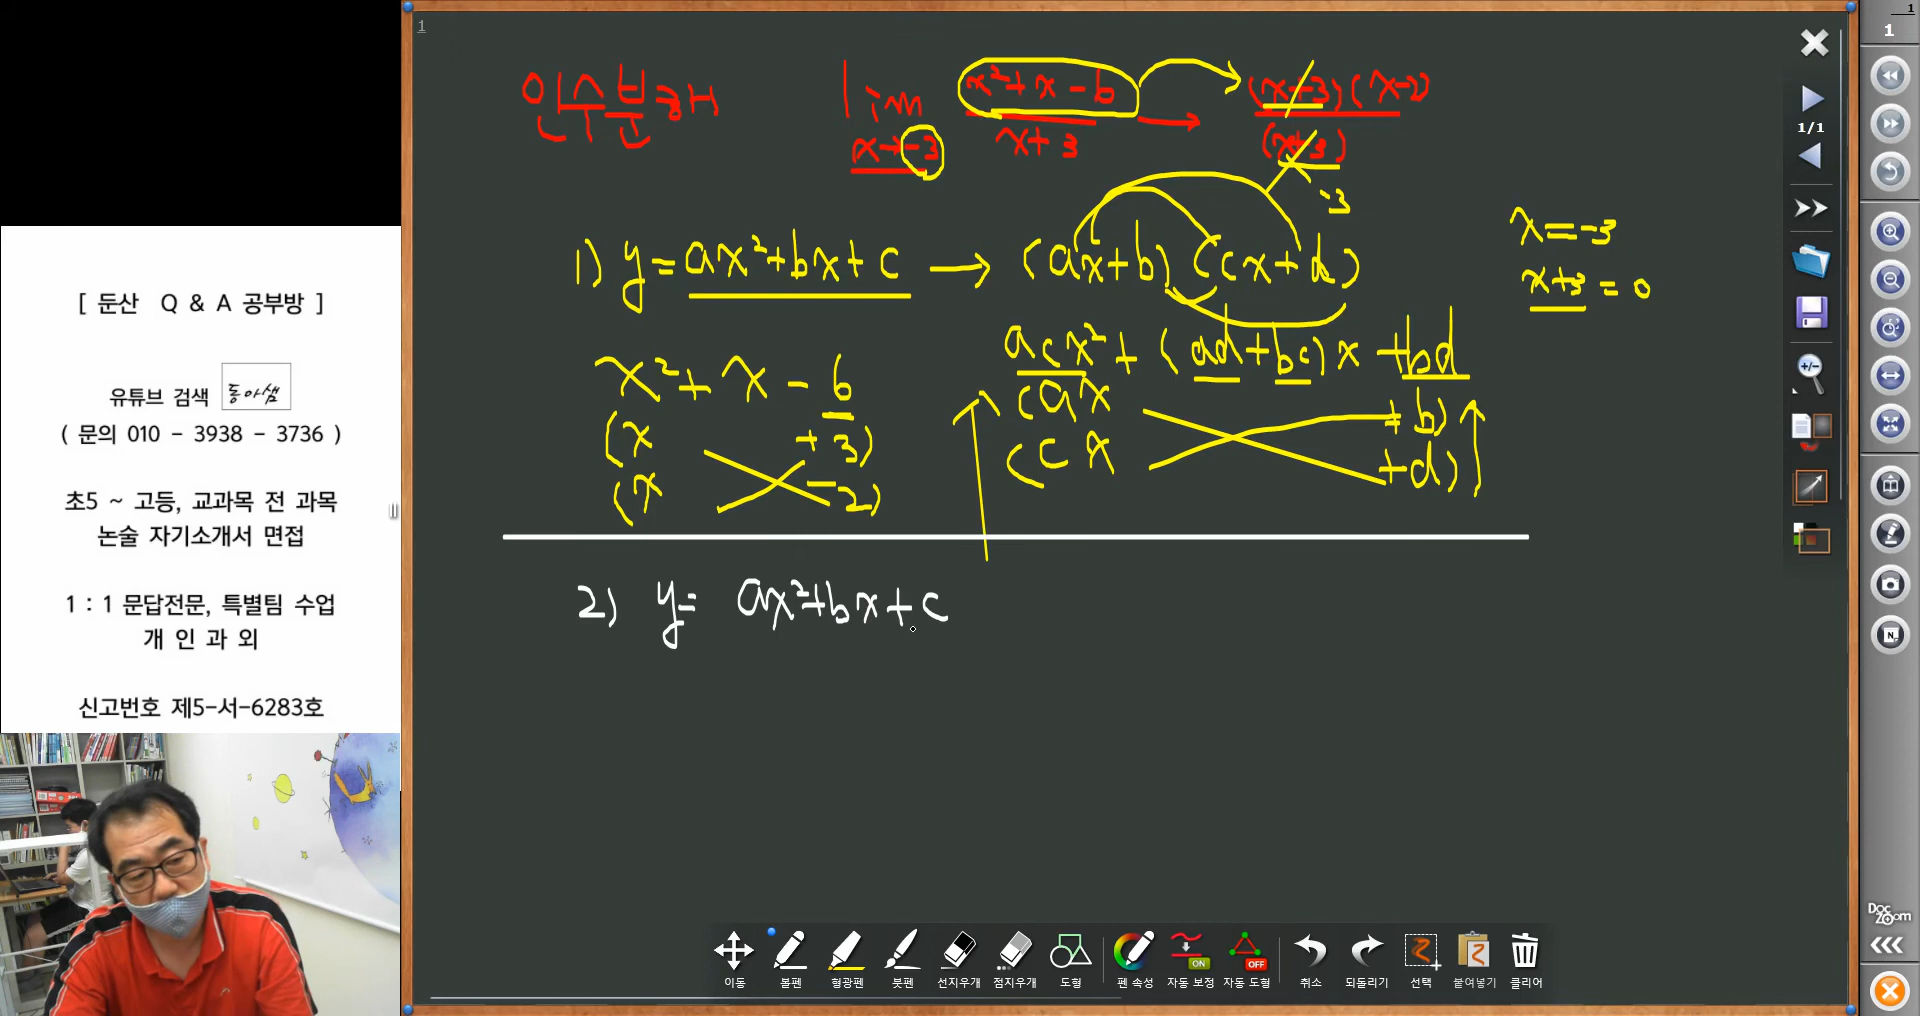 [ 둔산 Q & A 공부방 ]
유튜브 검색 동아샘
( 문의 010 - 3938 - 3736 )
초5 ~ 고등, 교과목 전 과목
논술 자기소개서 면접
1 : 1 문답전문, 특별팀 수업
개 인 과 외
신고번호 제5-서-6283호
1
인수분해 lim x→-3 x²+x-6 / x+3 → (x+3)(x-2) / (x+3)
-3
1) y = ax²+bx+c → (ax+b)(cx+d)
x = -3
x+3 = 0
acx² + (ad+bc)x + bd
(ax +b)
(cx +d)
x² + x - 6
(x +3)
(x -2)
2) y = ax²+bx+c
이동 볼펜 형광펜 붓펜 선지우개 점지우개 도형 펜 속성 자동 보정 자동 도형 취소 되돌리기 선택 붙여넣기 클리어
ON OFF
1/1
1
1
N
Doc Zoom